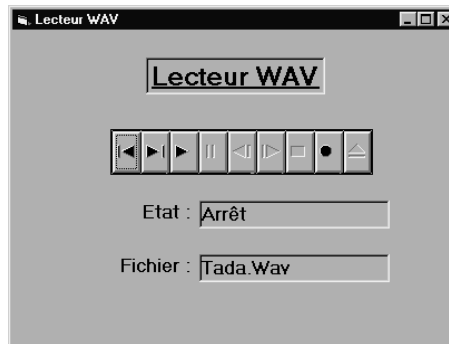 Lecteur WAV
Lecteur WAV
Etat : Arrêt
Fichier : Tada.Wav